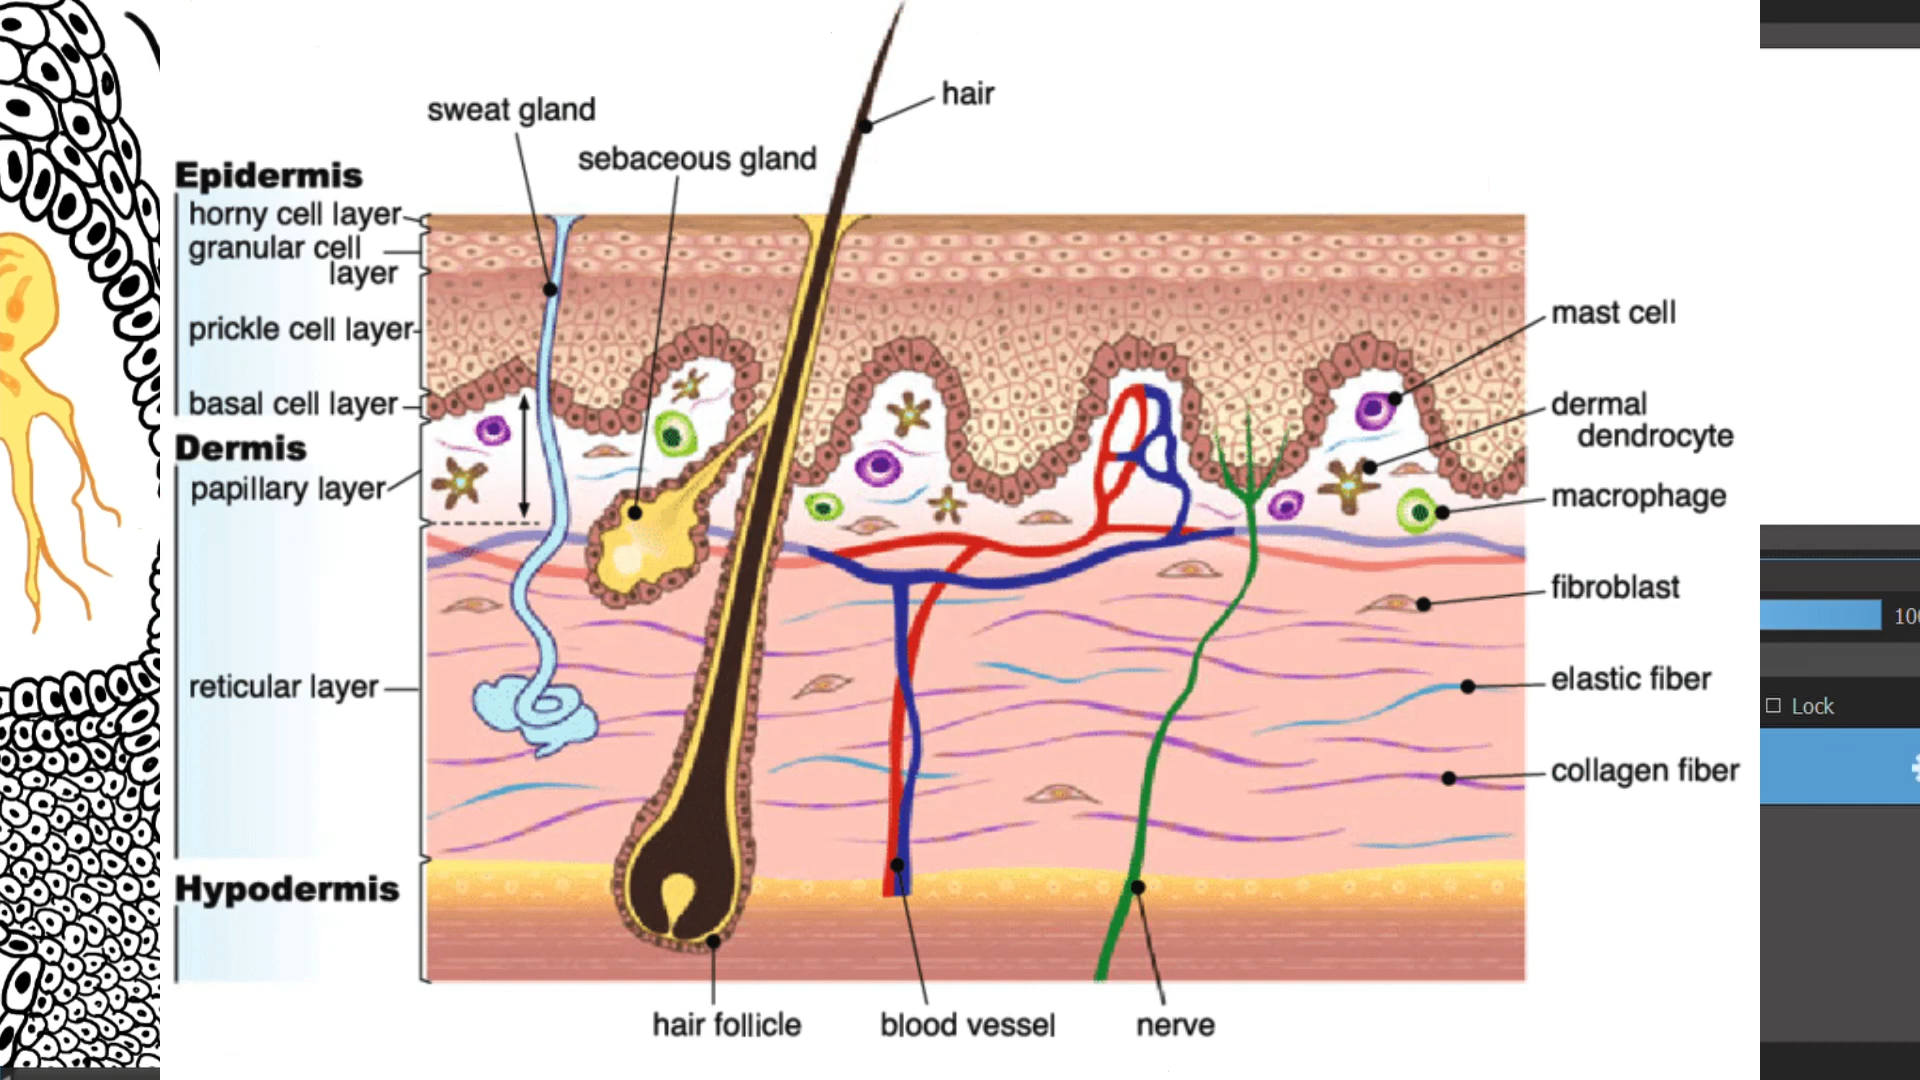 hair
sweat gland
sebaceous gland
Epidermis
horny cell layer
granular cell
layer
prickle cell layer
basal cell layer
Dermis
papillary layer
reticular layer
Hypodermis
mast cell
dermal
dendrocyte
macrophage
fibroblast
elastic fiber
collagen fiber
hair follicle
blood vessel
nerve
Lock